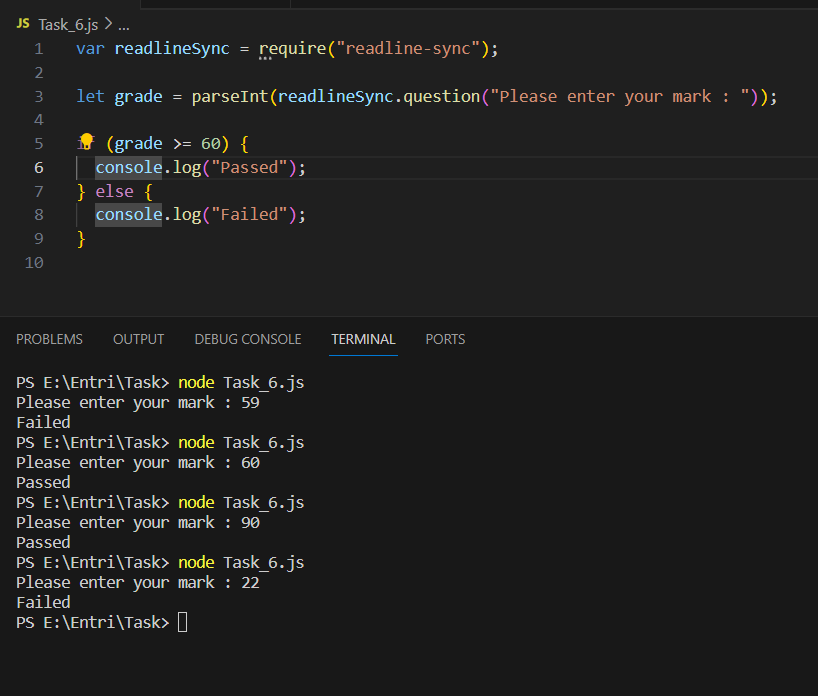 JS Task_6.js > ...
1 var readlineSync = require("readline-sync");
2
3 let grade = parseInt(readlineSync.question("Please enter your mark : "));
4
5 (grade >= 60) {
6 console.log("Passed");
7 } else {
8 console.log("Failed");
9 }
10
PROBLEMS OUTPUT DEBUG CONSOLE TERMINAL PORTS
PS E:\Entri\Task> node Task_6.js
Please enter your mark : 59
Failed
PS E:\Entri\Task> node Task_6.js
Please enter your mark : 60
Passed
PS E:\Entri\Task> node Task_6.js
Please enter your mark : 90
Passed
PS E:\Entri\Task> node Task_6.js
Please enter your mark : 22
Failed
PS E:\Entri\Task>